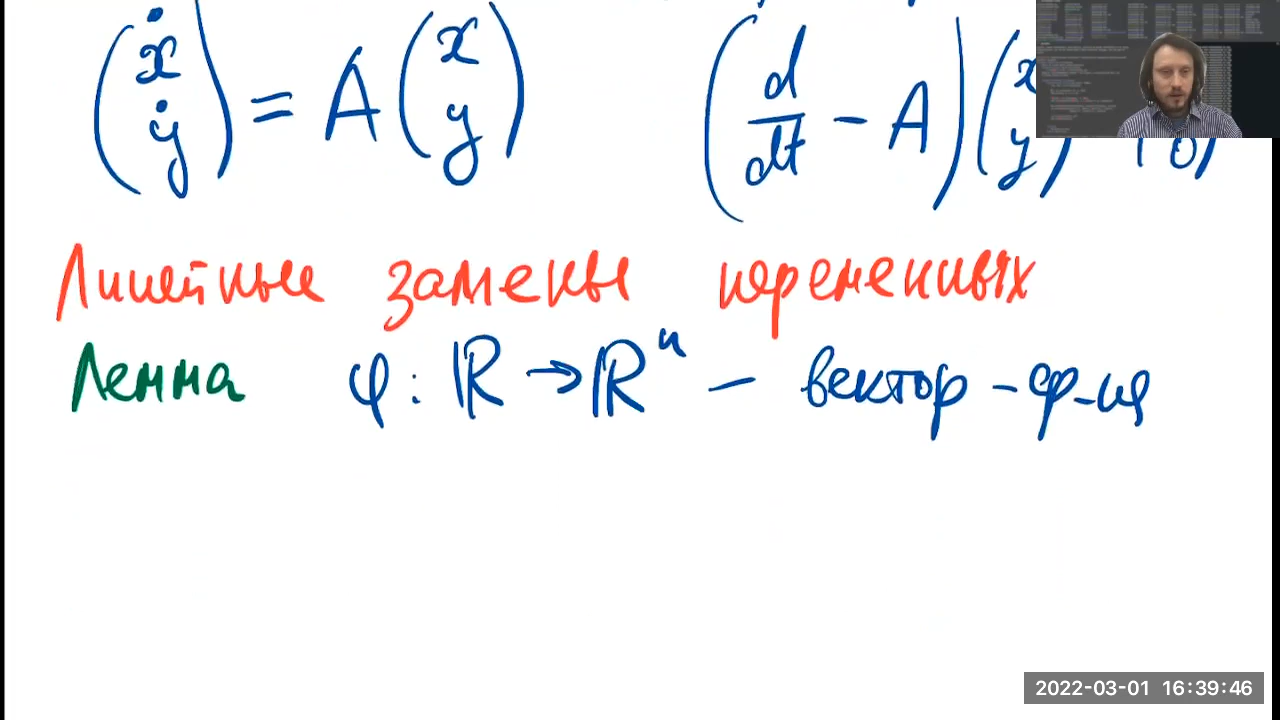 (ẋ ẏ) = A (x y) (d/dt − A) (x y) (0)
Линейные замены переменных
Лемма φ: ℝ → ℝⁿ – вектор-ф-ия
2022-03-01 16:39:46